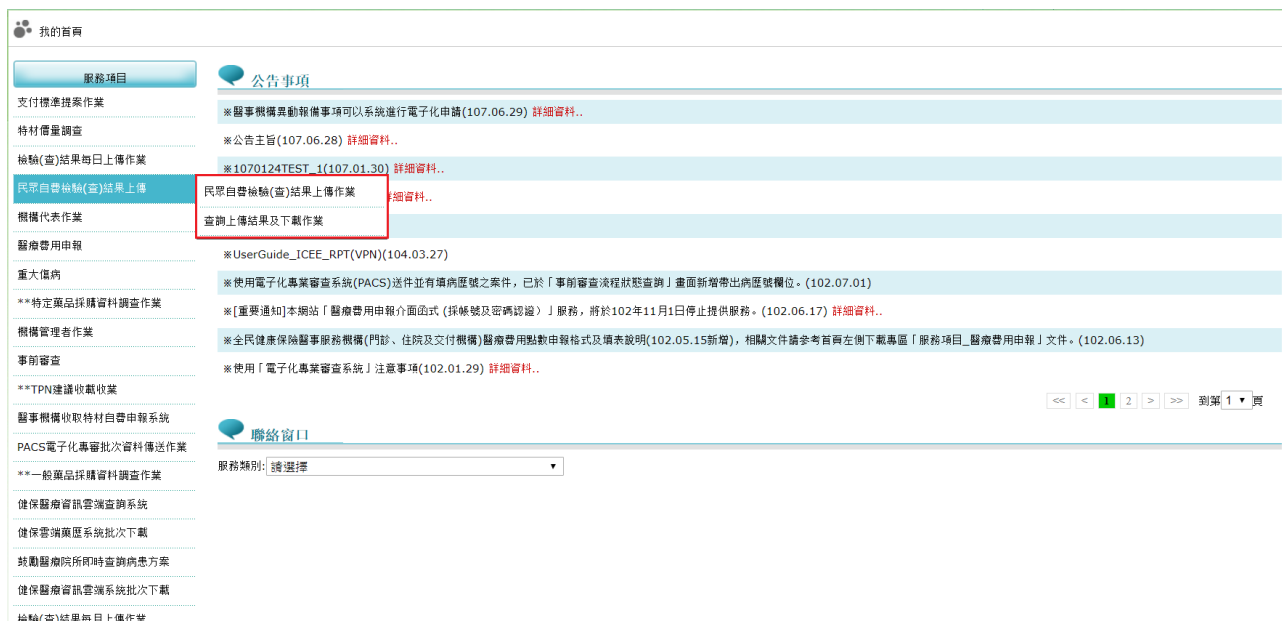 我的首頁
服務項目
支付標準提案作業
特材價量調查
檢驗(查)結果每日上傳作業
民眾自費檢驗(查)結果上傳
機構代表作業
醫療費用申報
重大傷病
**特定藥品採購資料調查作業
機構管理者作業
事前審查
**TPN建議收載收業
醫事機構收取特材自費申報系統
PACS電子化專審批次資料傳送作業
**一般藥品採購資料調查作業
健保醫療資訊雲端查詢系統
健保雲端藥歷系統批次下載
鼓勵醫療院所即時查詢病患方案
健保醫療資訊雲端系統批次下載
檢驗(查)結果每月上傳作業
民眾自費檢驗(查)結果上傳作業
查詢上傳結果及下載作業
公告事項
※醫事機構異動報備事項可以系統進行電子化申請(107.06.29) 詳細資料..
※公告主旨(107.06.28) 詳細資料..
※1070124TEST_1(107.01.30) 詳細資料..
細資料..
※UserGuide_ICEE_RPT(VPN)(104.03.27)
※使用電子化專業審查系統(PACS)送件並有填病歷號之案件，已於「事前審查流程狀態查詢」畫面新增帶出病歷號欄位。(102.07.01)
※[重要通知]本網站「醫療費用申報介面函式 (採帳號及密碼認證）」服務，將於102年11月1日停止提供服務。(102.06.17) 詳細資料..
※全民健康保險醫事服務機構(門診、住院及交付機構)醫療費用點數申報格式及填表說明(102.05.15新增)，相關文件請參考首頁左側下載專區「服務項目_醫療費用申報」文件。(102.06.13)
※使用「電子化專業審查系統」注意事項(102.01.29) 詳細資料..
<< < 1 2 > >> 到第 1 頁
聯絡窗口
服務類別: 請選擇